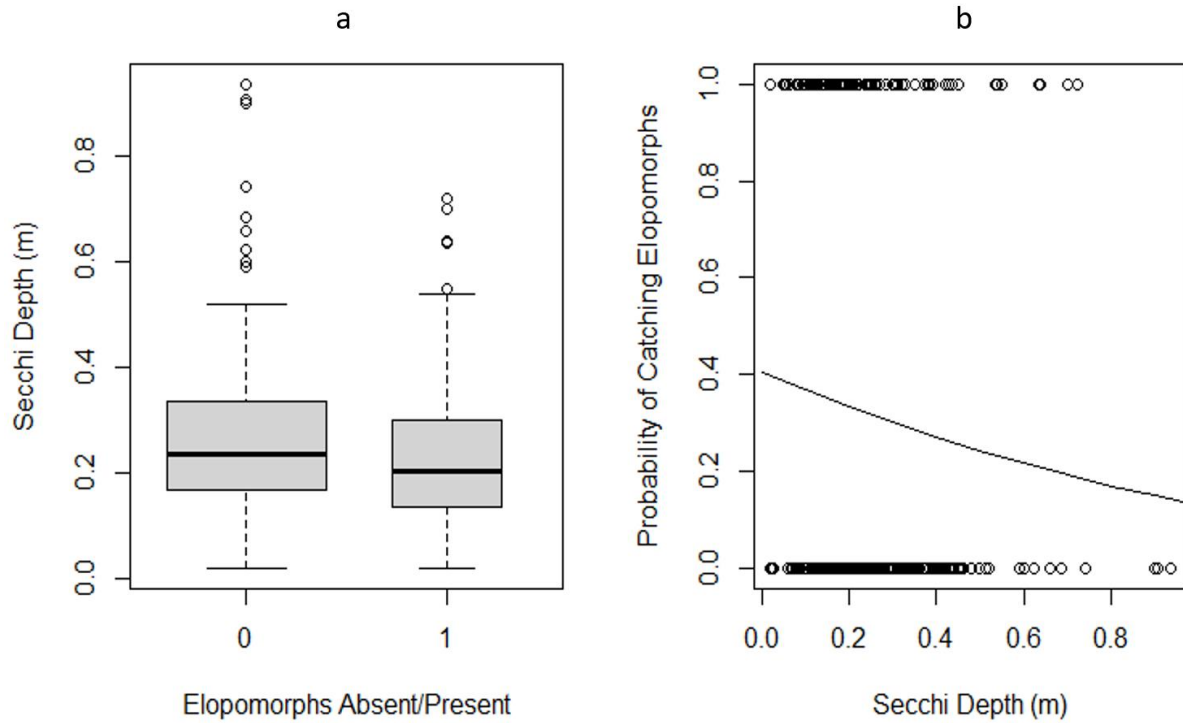 a
Secchi Depth (m)
0.0 0.2 0.4 0.6 0.8
0 1
Elopomorphs Absent/Present
b
Probability of Catching Elopomorphs
0.0 0.2 0.4 0.6 0.8 1.0
0.0 0.2 0.4 0.6 0.8
Secchi Depth (m)